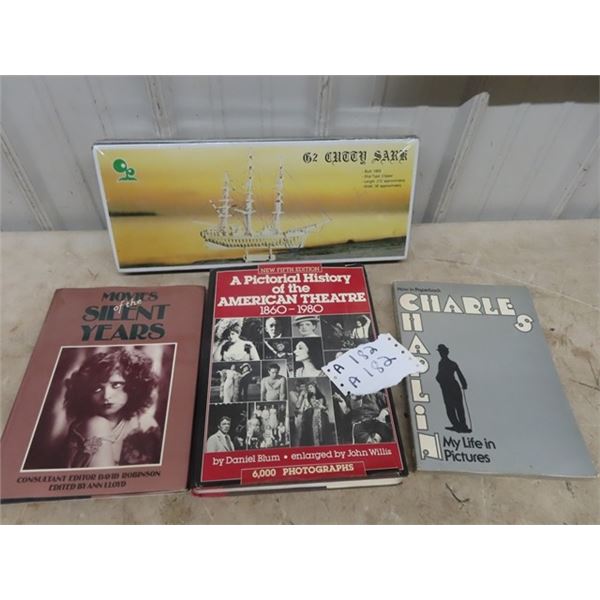 G2 CUTTY SARK
MOVIES
of the
SILENT
YEARS
CONSULTANT EDITOR DAVID ROBINSON
EDITED BY ANN LLOYD
NEW FIFTH EDITION
A Pictorial History
of the
AMERICAN THEATRE
1860-1980
A 182
A 182
by Daniel Blum • enlarged by John Willis
6,000 PHOTOGRAPHS
Now in Paperback
CHARLES
CHAPLIN
My Life in
Pictures